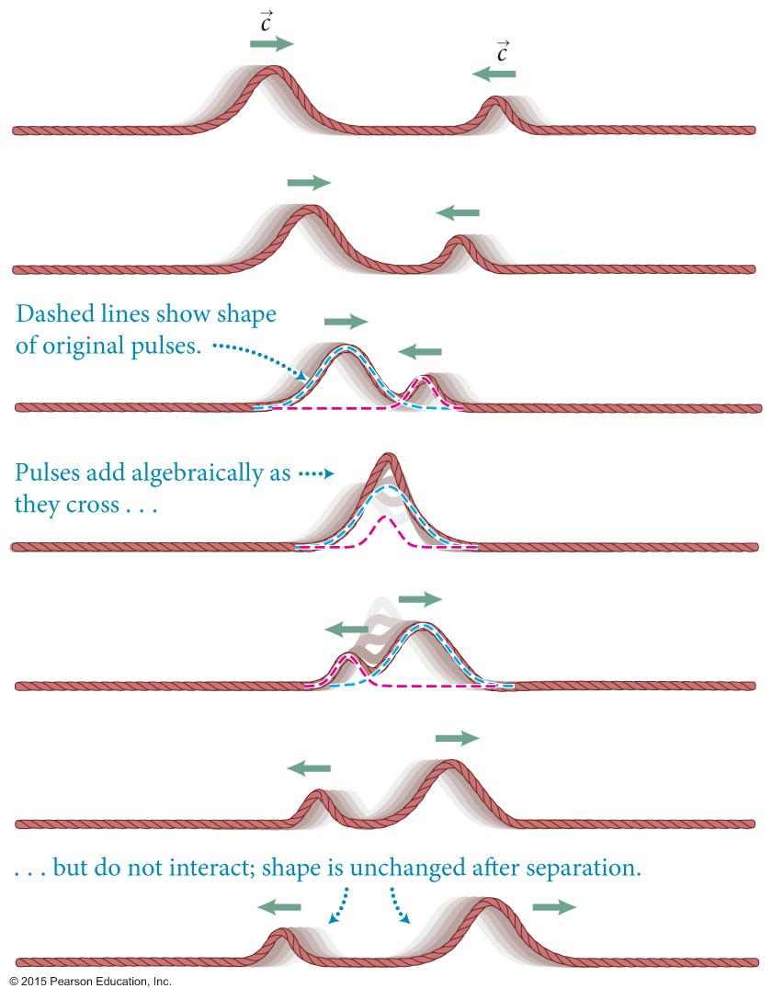 c⃗
c⃗
Dashed lines show shape
of original pulses.
Pulses add algebraically as
they cross . . .
. . . but do not interact; shape is unchanged after separation.
© 2015 Pearson Education, Inc.